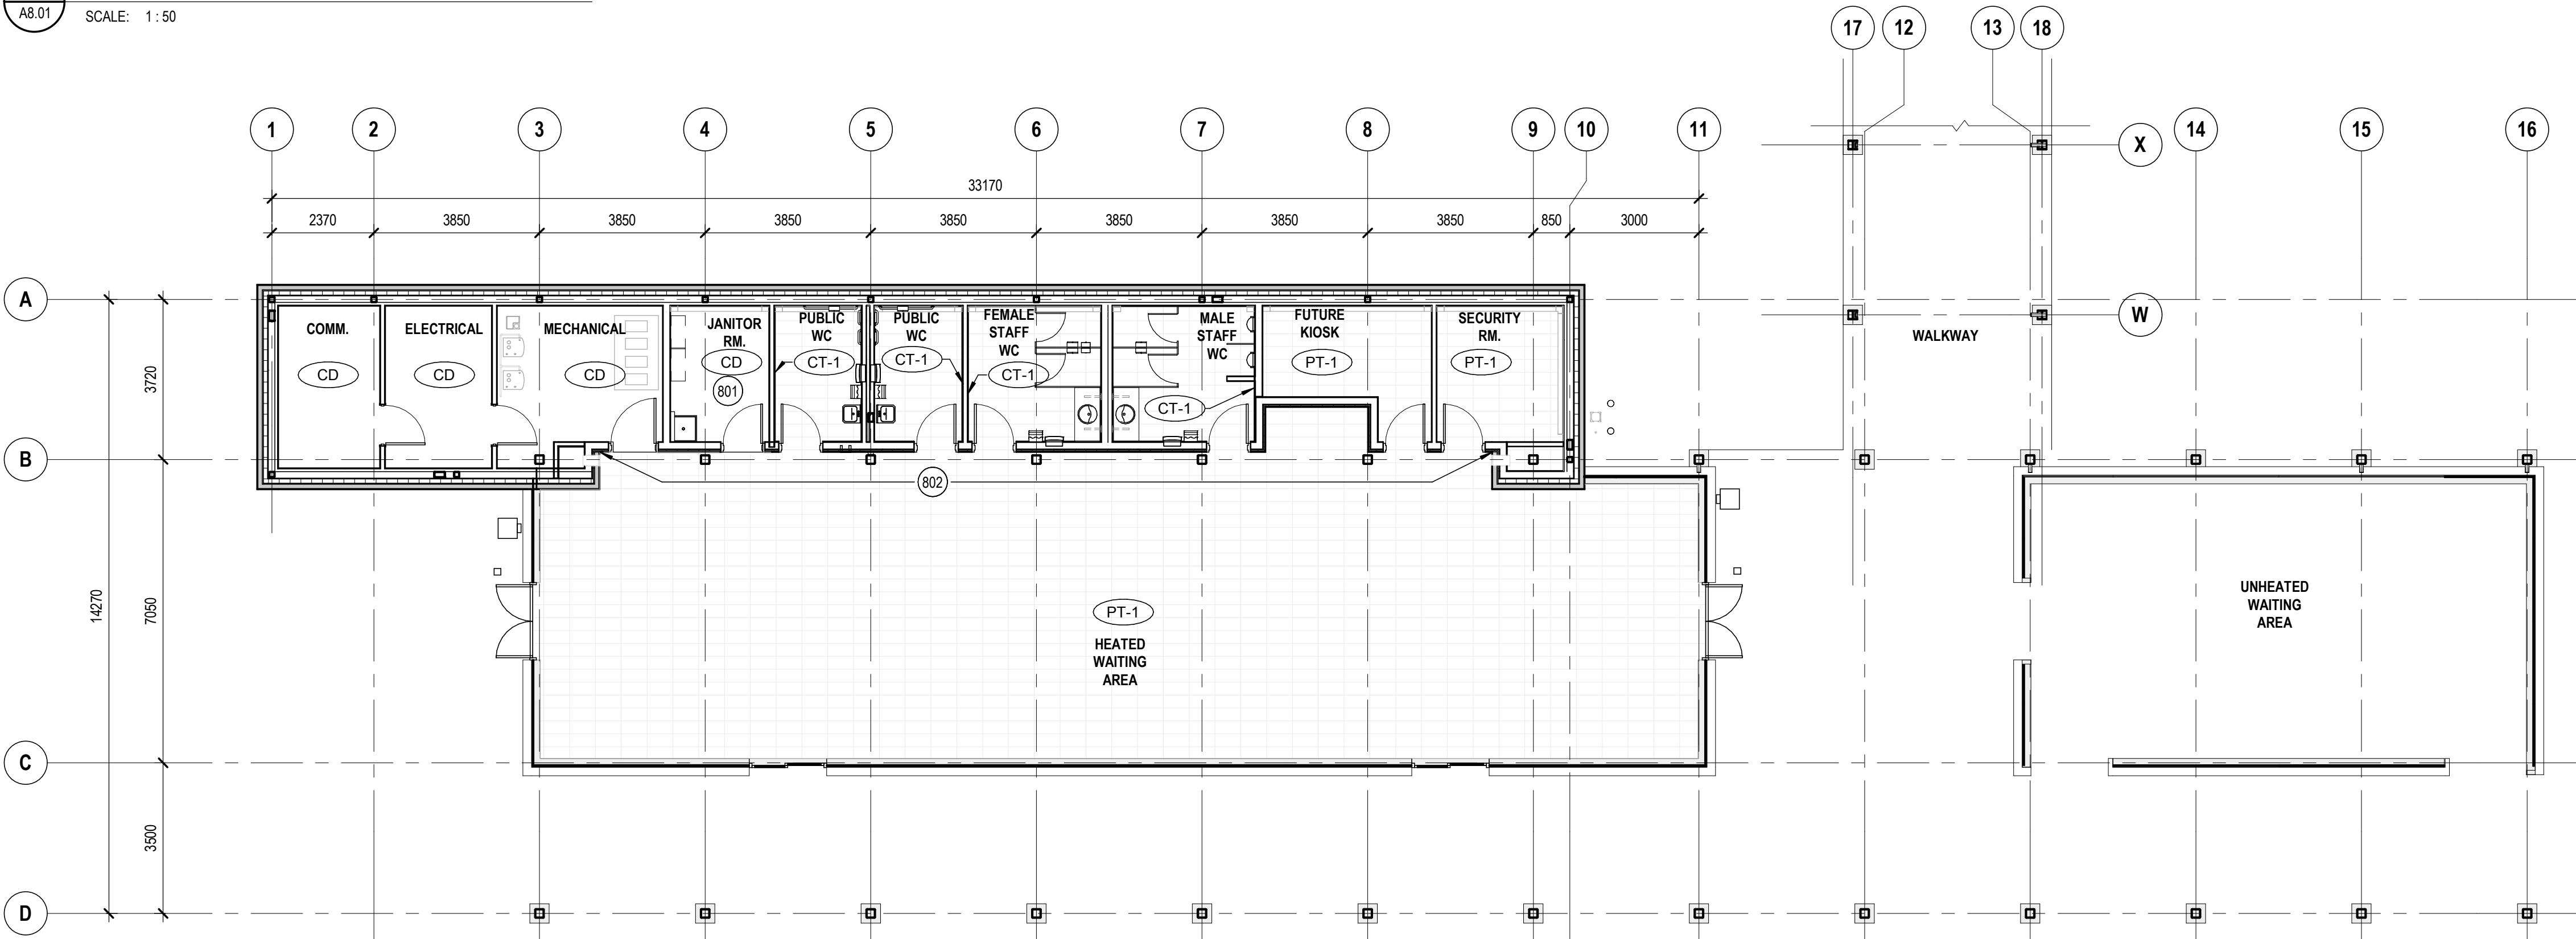 A8.01
SCALE: 1 : 50
17 12 13 18
1 2 3 4 5 6 7 8 9 10 11 14 15 16
X
33170
2370 3850 3850 3850 3850 3850 3850 3850 850 3000
A
W
COMM.
CD
ELECTRICAL
CD
MECHANICAL
CD
JANITOR
RM.
CD
801
PUBLIC
WC
CT-1
PUBLIC
WC
CT-1
FEMALE
STAFF
WC
CT-1
MALE
STAFF
WC
CT-1
FUTURE
KIOSK
PT-1
SECURITY
RM.
PT-1
WALKWAY
3720
B
802
14270
7050
PT-1
HEATED
WAITING
AREA
UNHEATED
WAITING
AREA
C
3500
D